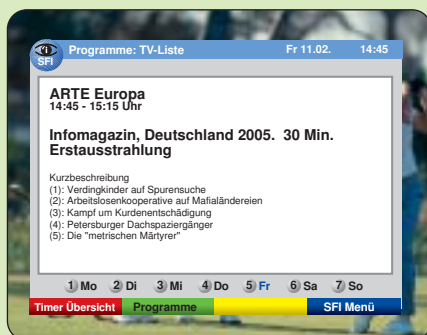 SFI
Programme: TV-Liste Fr 11.02. 14:45
ARTE Europa
14:45 - 15:15 Uhr
Infomagazin, Deutschland 2005. 30 Min.
Erstausstrahlung
Kurzbeschreibung
(1): Verdingkinder auf Spurensuche
(2): Arbeitslosenkooperative au Mafialändereien
(3): Kampf um Kurdenentschädigung
(4): Petersburger Dachspaziergänger
(5): Die "metrischen Märtyrer"
1 Mo 2 Di 3 Mi 4 Do 5 Fr 6 Sa 7 So
Timer Übersicht Programme SFI Menü